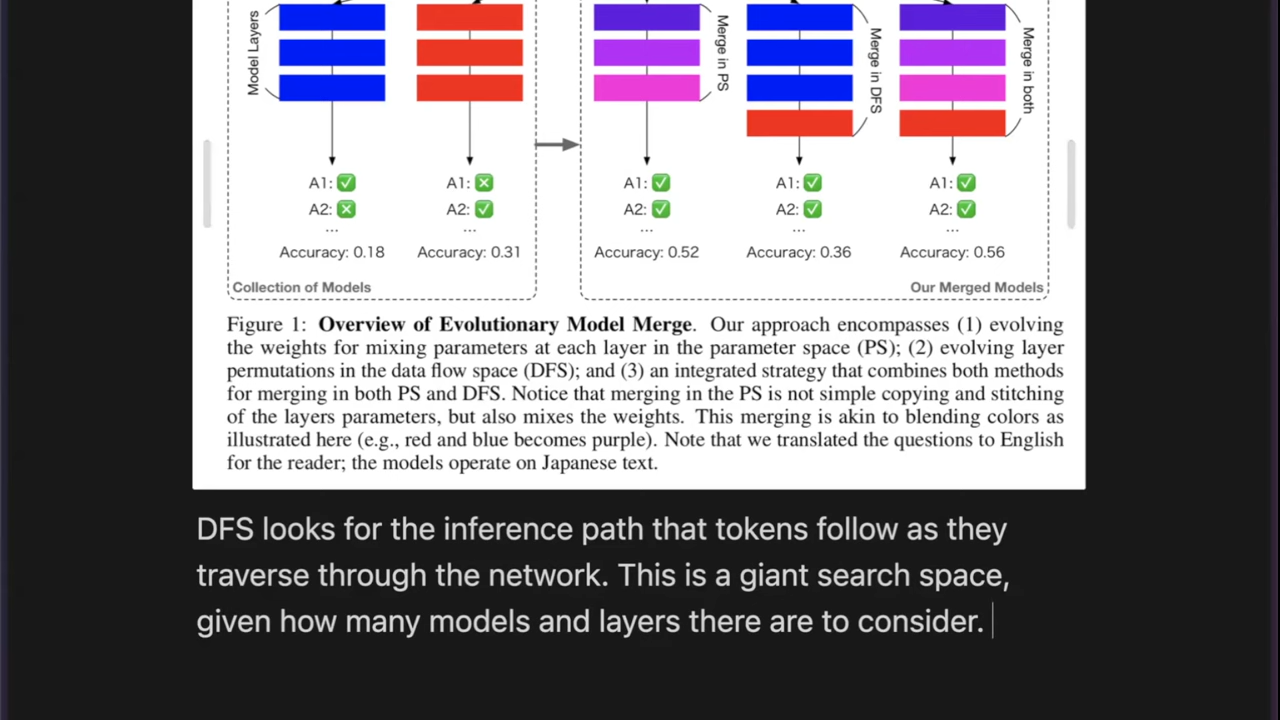 Model Layers
Merge in PS
Merge in DFS
Merge in both
A1: ✅ A1: ❎ A1: ✅ A1: ✅ A1: ✅
A2: ❎ A2: ✅ A2: ✅ A2: ✅ A2: ✅
... ... ... ... ...
Accuracy: 0.18 Accuracy: 0.31 Accuracy: 0.52 Accuracy: 0.36 Accuracy: 0.56
Collection of Models Our Merged Models
Figure 1: Overview of Evolutionary Model Merge. Our approach encompasses (1) evolving
the weights for mixing parameters at each layer in the parameter space (PS); (2) evolving layer
permutations in the data flow space (DFS); and (3) an integrated strategy that combines both methods
for merging in both PS and DFS. Notice that merging in the PS is not simple copying and stitching
of the layers parameters, but also mixes the weights. This merging is akin to blending colors as
illustrated here (e.g., red and blue becomes purple). Note that we translated the questions to English
for the reader; the models operate on Japanese text.
DFS looks for the inference path that tokens follow as they
traverse through the network. This is a giant search space,
given how many models and layers there are to consider.